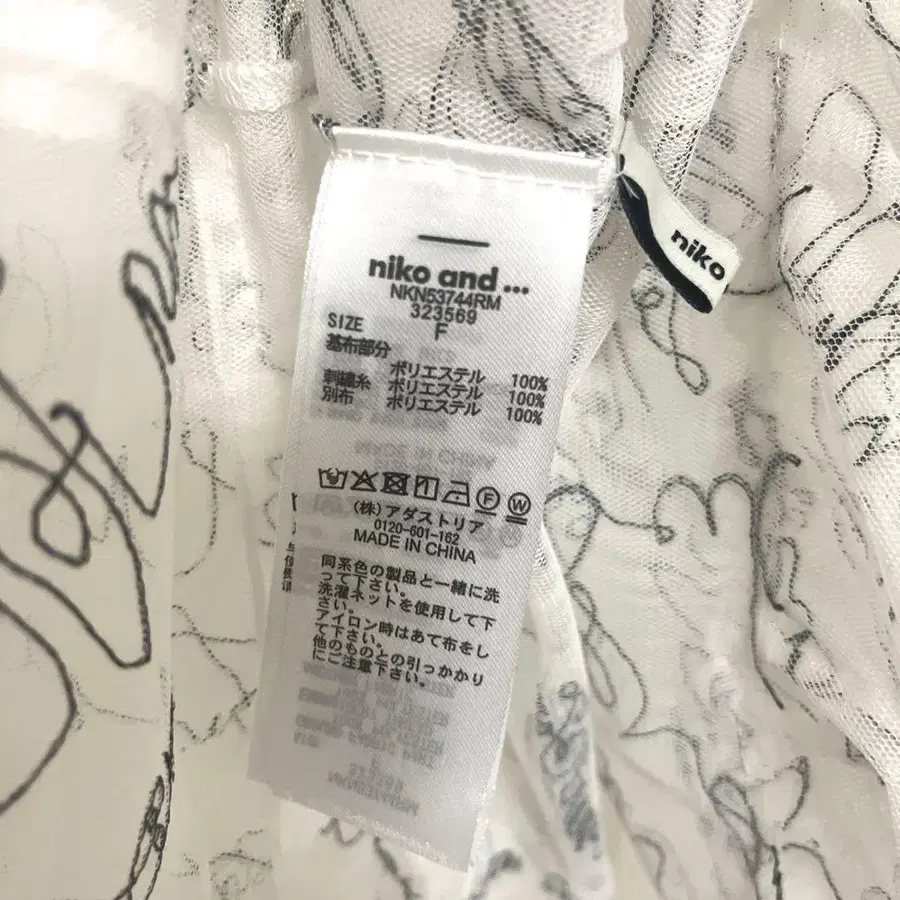 niko and ...
NKN53744RM
323569
SIZE F
基布部分
ポリエステル 100%
刺繍糸 ポリエステル 100%
別布 ポリエステル 100%
F W
(株)アダストリア
0120-601-162
MADE IN CHINA
同系色の製品と一緒に洗
って下さい。
洗濯ネットを使用して下
さい。
アイロン時はあて布をし
て下さい。
他のものとの引っかかり
にご注意下さい。
niko